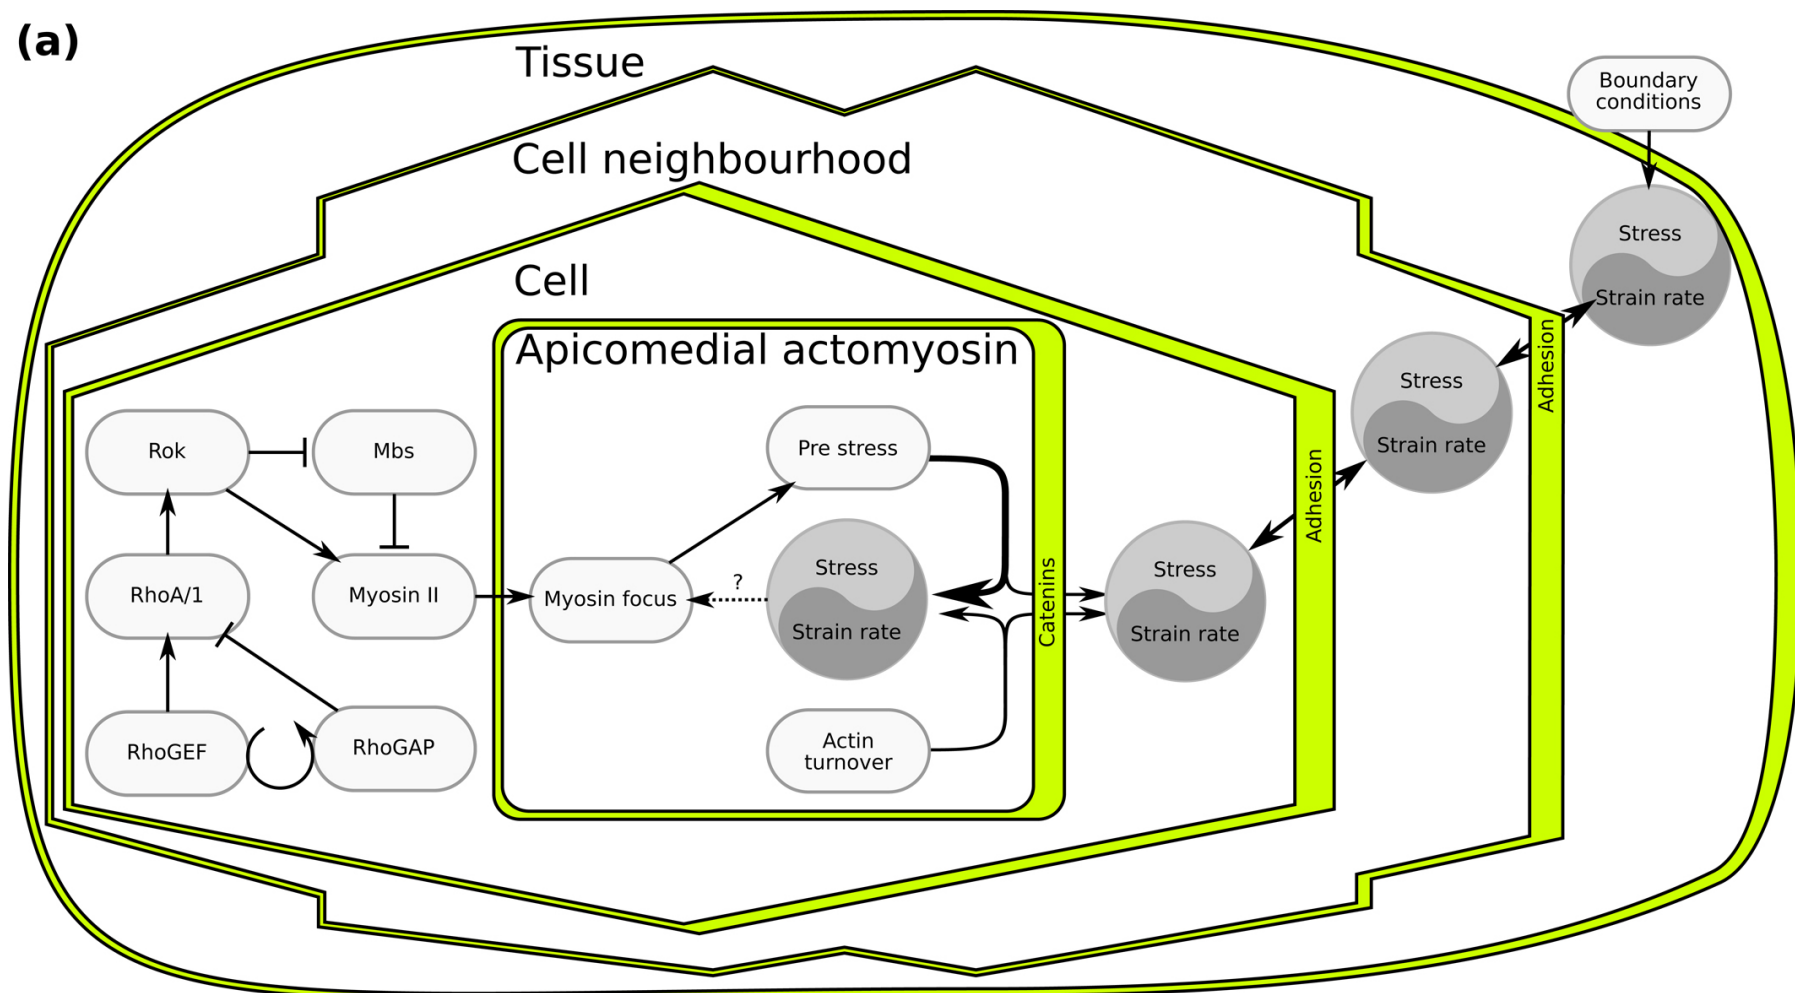 (a)
Tissue
Boundary
conditions
Cell neighbourhood
Stress
Strain rate
Cell
Adhesion
Apicomedial actomyosin
Stress
Strain rate
Adhesion
Rok
Mbs
Pre stress
Stress
Strain rate
?
Catenins
Stress
Strain rate
RhoA/1
Myosin II
Myosin focus
RhoGEF
RhoGAP
Actin
turnover